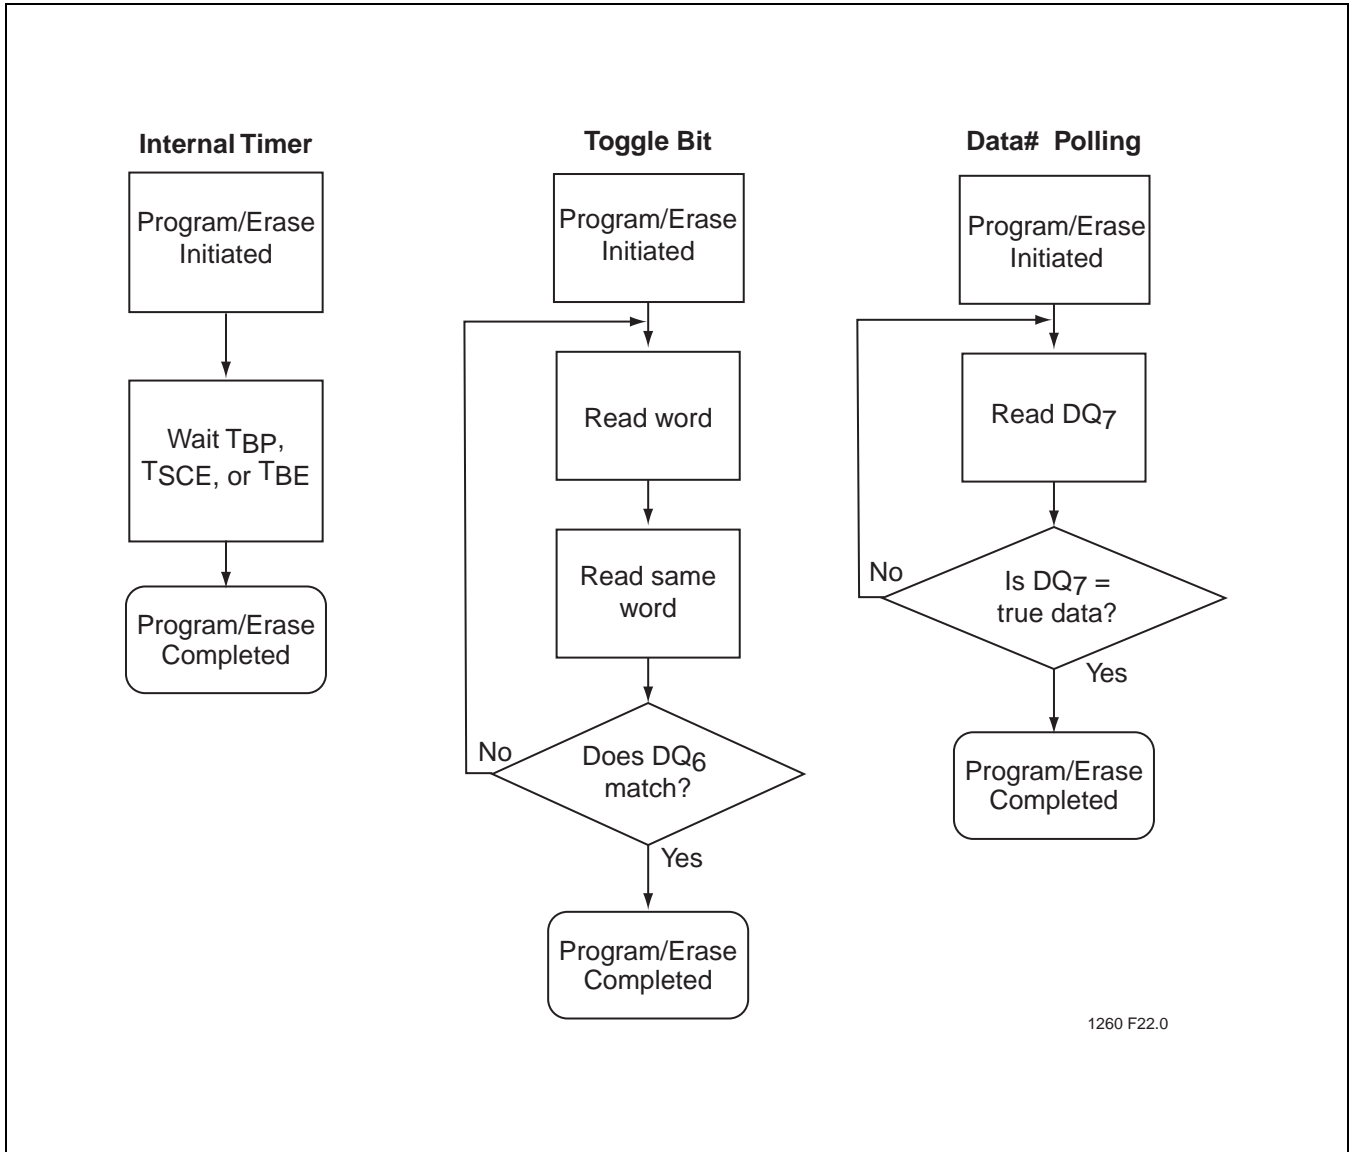 Internal Timer
Program/Erase
Initiated
Wait TBP,
TSCE, or TBE
Program/Erase
Completed
Toggle Bit
Program/Erase
Initiated
Read word
Read same
word
No
Does DQ6
match?
Yes
Program/Erase
Completed
Data# Polling
Program/Erase
Initiated
Read DQ7
No
Is DQ7 =
true data?
Yes
Program/Erase
Completed
1260 F22.0